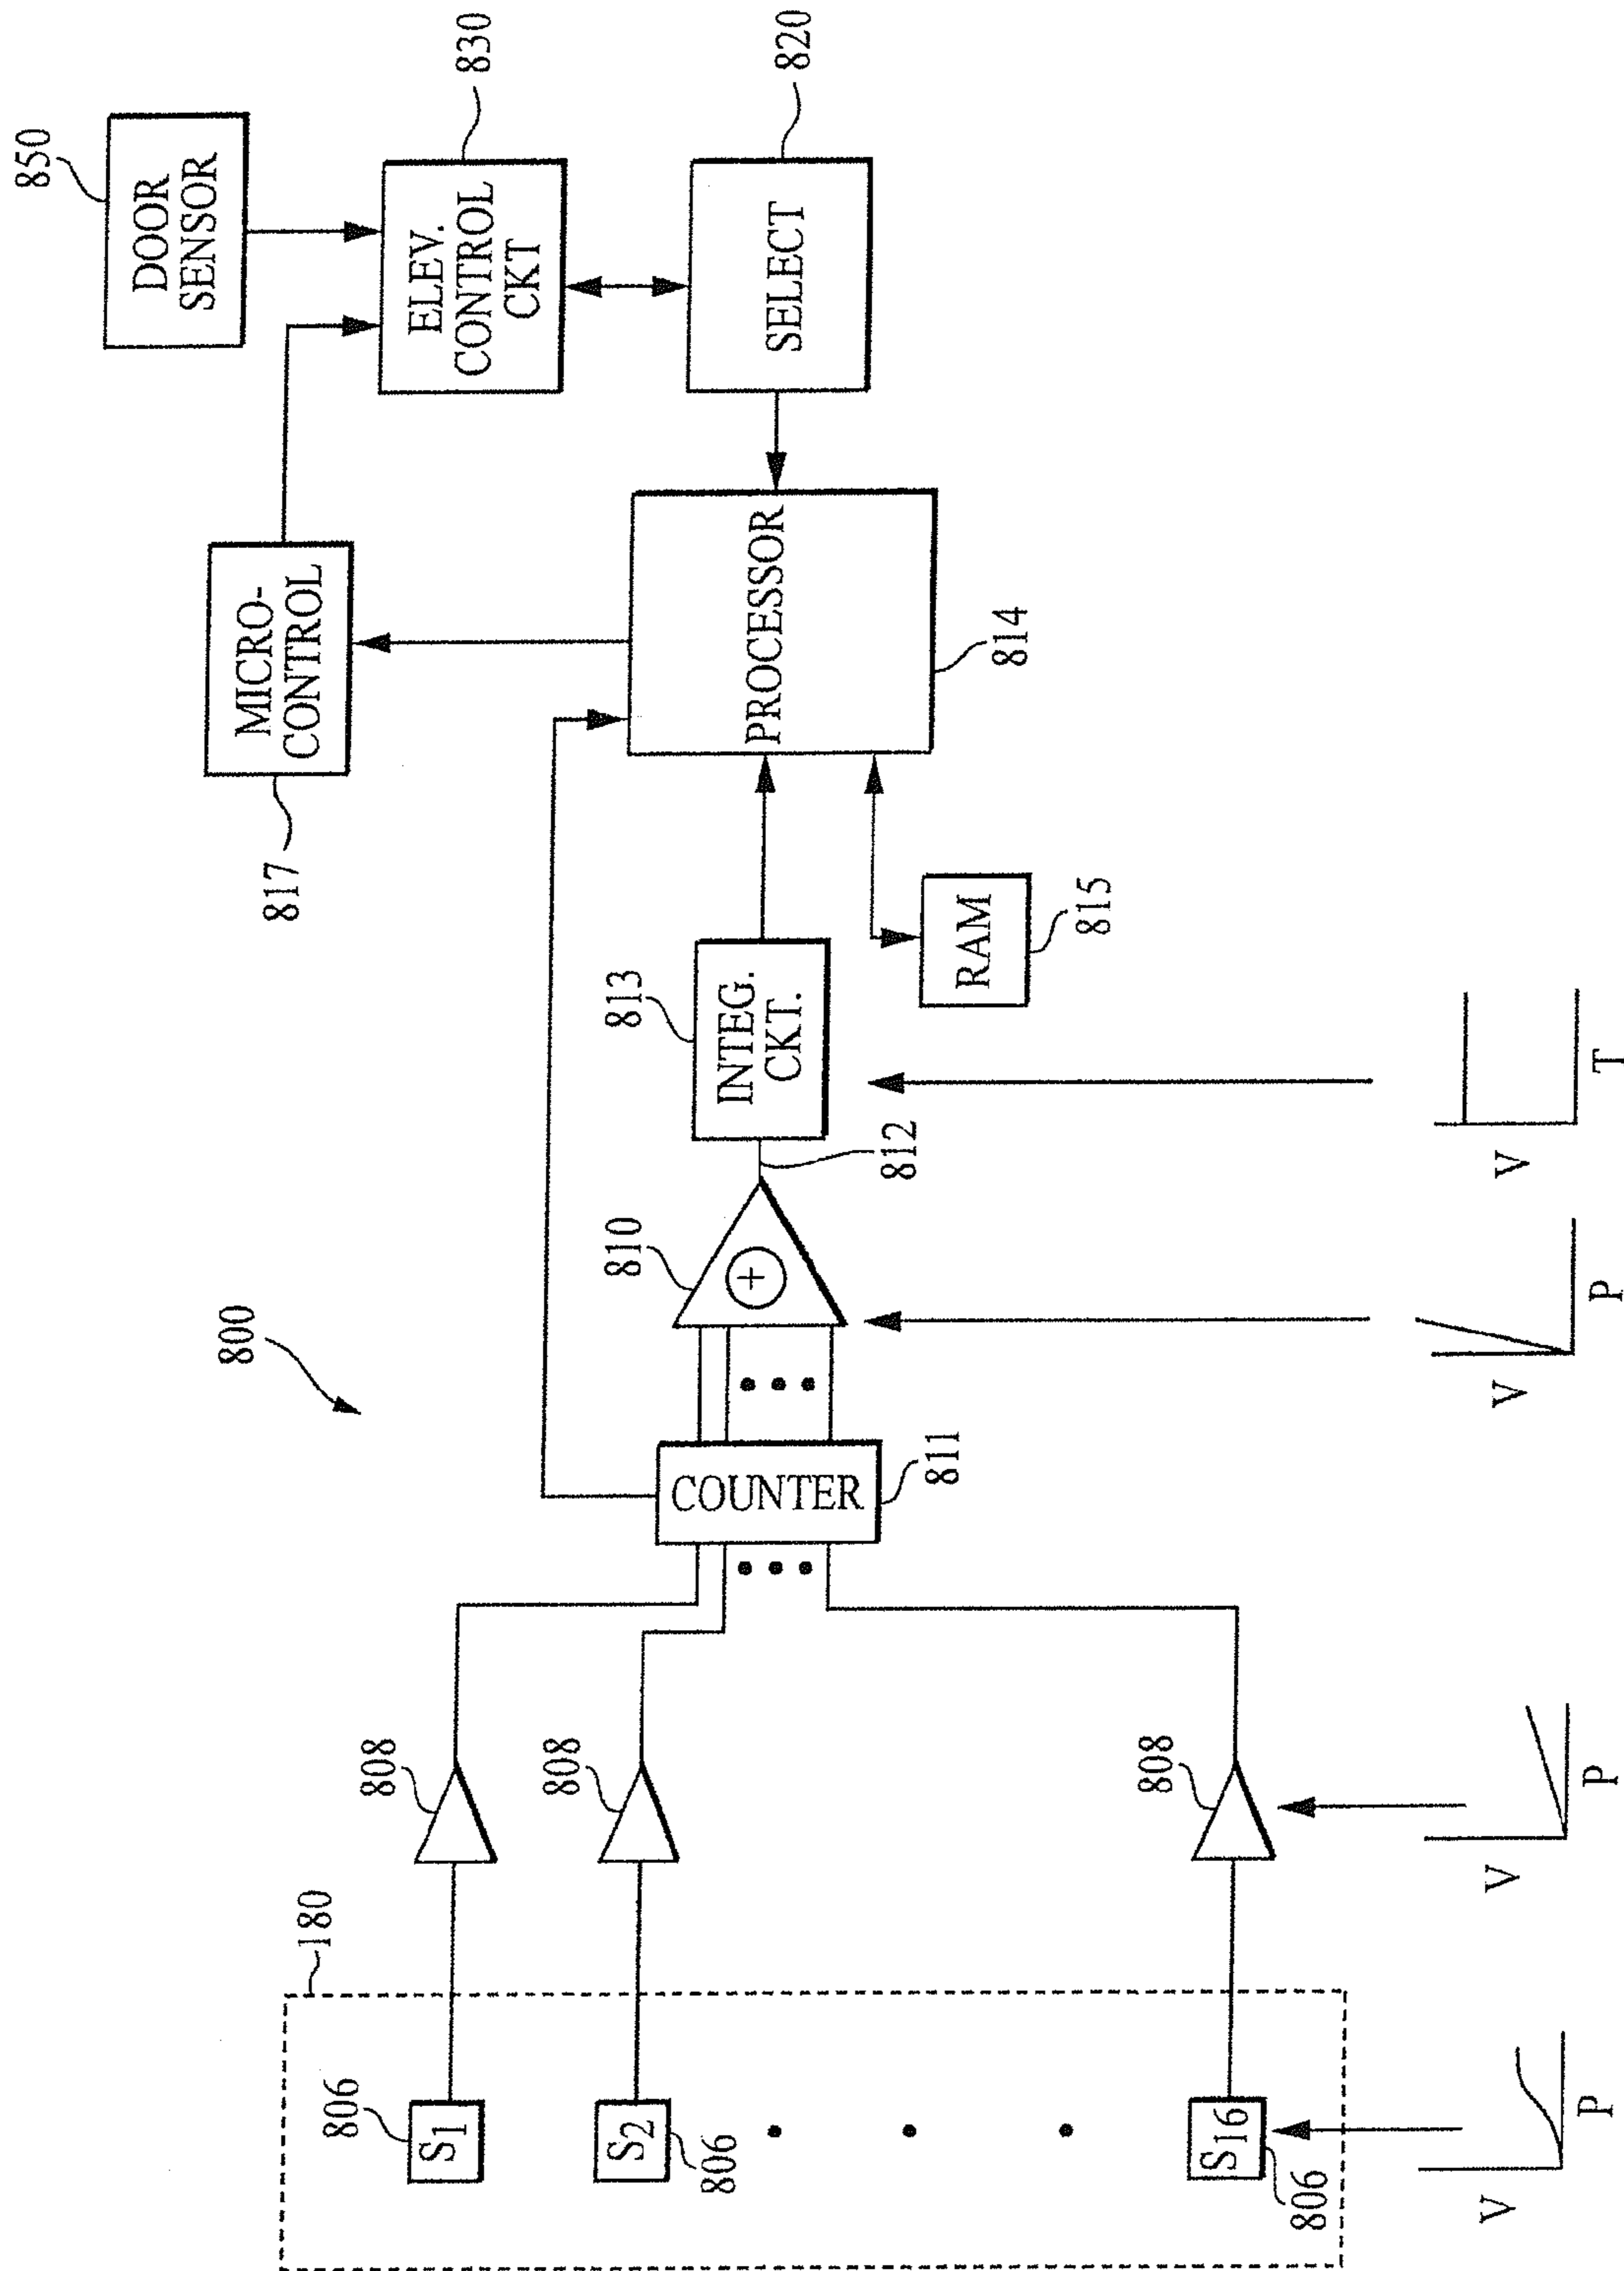 800
850
DOOR
SENSOR
830
ELEV.
CONTROL
CKT
820
SELECT
817
MICRO-
CONTROL
PROCESSOR
814
813
INTEG.
CKT.
RAM
815
812
810
+
COUNTER
811
808
808
808
180
806
S1
S2
806
S16
806
V
P
V
P
V
P
V
T